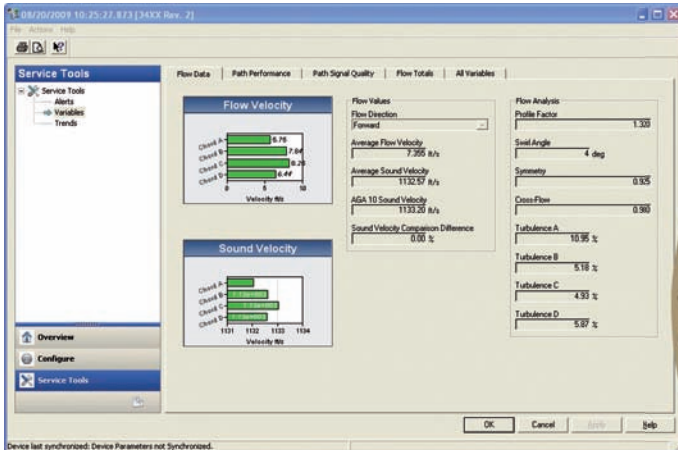 08/20/2009 10:25:27.873 [34XX Rev. 2]
File Actions Help
Service Tools
Service Tools
Alerts
Variables
Trends
Overview
Configure
Service Tools
Flow Data Path Performance Path Signal Quality Flow Totals All Variables
Flow Velocity
Chord A 6.76
Chord B 7.84
Chord C 8.26
Chord D 6.44
0 5 10
Velocity ft/s
Sound Velocity
Chord A
Chord B
Chord C
Chord D
1131 1132 1133 1134
Velocity ft/s
Flow Values
Flow Direction
Forward
Average Flow Velocity
7.355 ft/s
Average Sound Velocity
1132.57 ft/s
AGA 10 Sound Velocity
1133.20 ft/s
Sound Velocity Comparison Difference
0.00 %
Flow Analysis
Profile Factor
1.320
Swirl Angle
4 deg
Symmetry
0.925
Cross-Flow
0.980
Turbulence A
10.95 %
Turbulence B
5.18 %
Turbulence C
4.93 %
Turbulence D
5.87 %
OK Cancel Apply Help
Device last synchronized: Device Parameters not Synchronized.